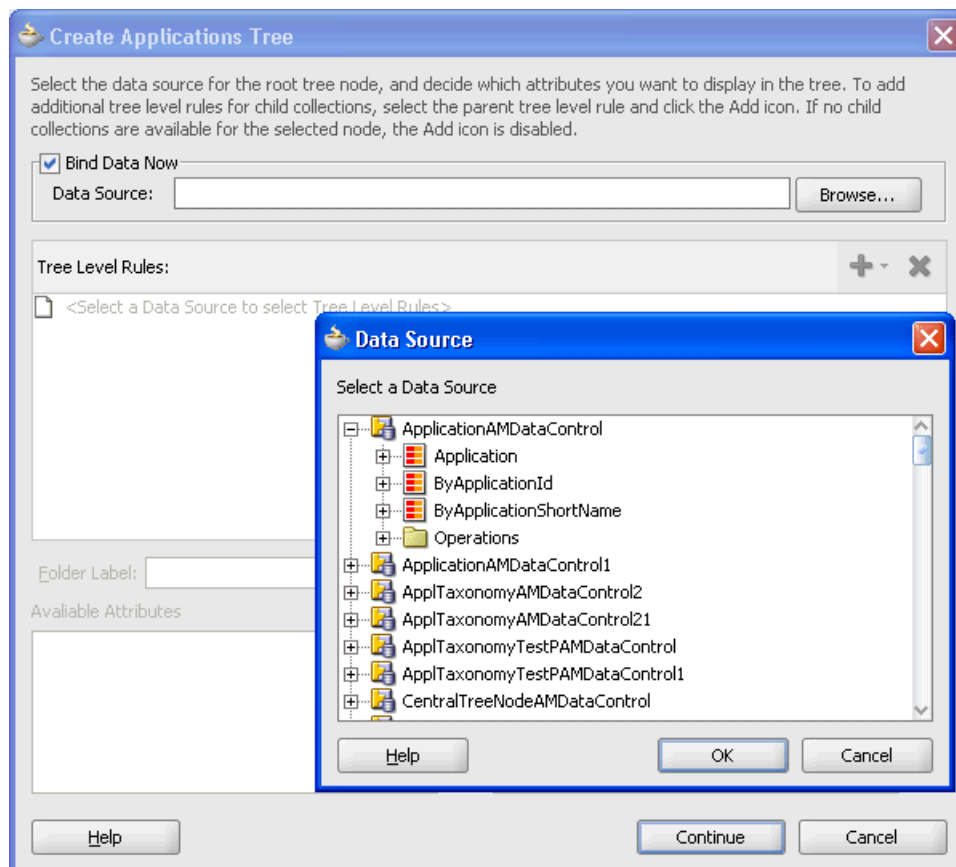 Create Applications Tree
Select the data source for the root tree node, and decide which attributes you want to display in the tree. To add
additional tree level rules for child collections, select the parent tree level rule and click the Add icon. If no child
collections are available for the selected node, the Add icon is disabled.
Bind Data Now
Data Source:
Browse...
Tree Level Rules:
<Select a Data Source to select Tree Level Rules>
Data Source
Select a Data Source
ApplicationAMDataControl
Application
ByApplicationId
ByApplicationShortName
Operations
ApplicationAMDataControl1
ApplTaxonomyAMDataControl2
ApplTaxonomyAMDataControl21
ApplTaxonomyTestPAMDataControl
ApplTaxonomyTestPAMDataControl1
CentralTreeNodeAMDataControl
Folder Label:
Avaliable Attributes
Help
OK
Cancel
Help
Continue
Cancel